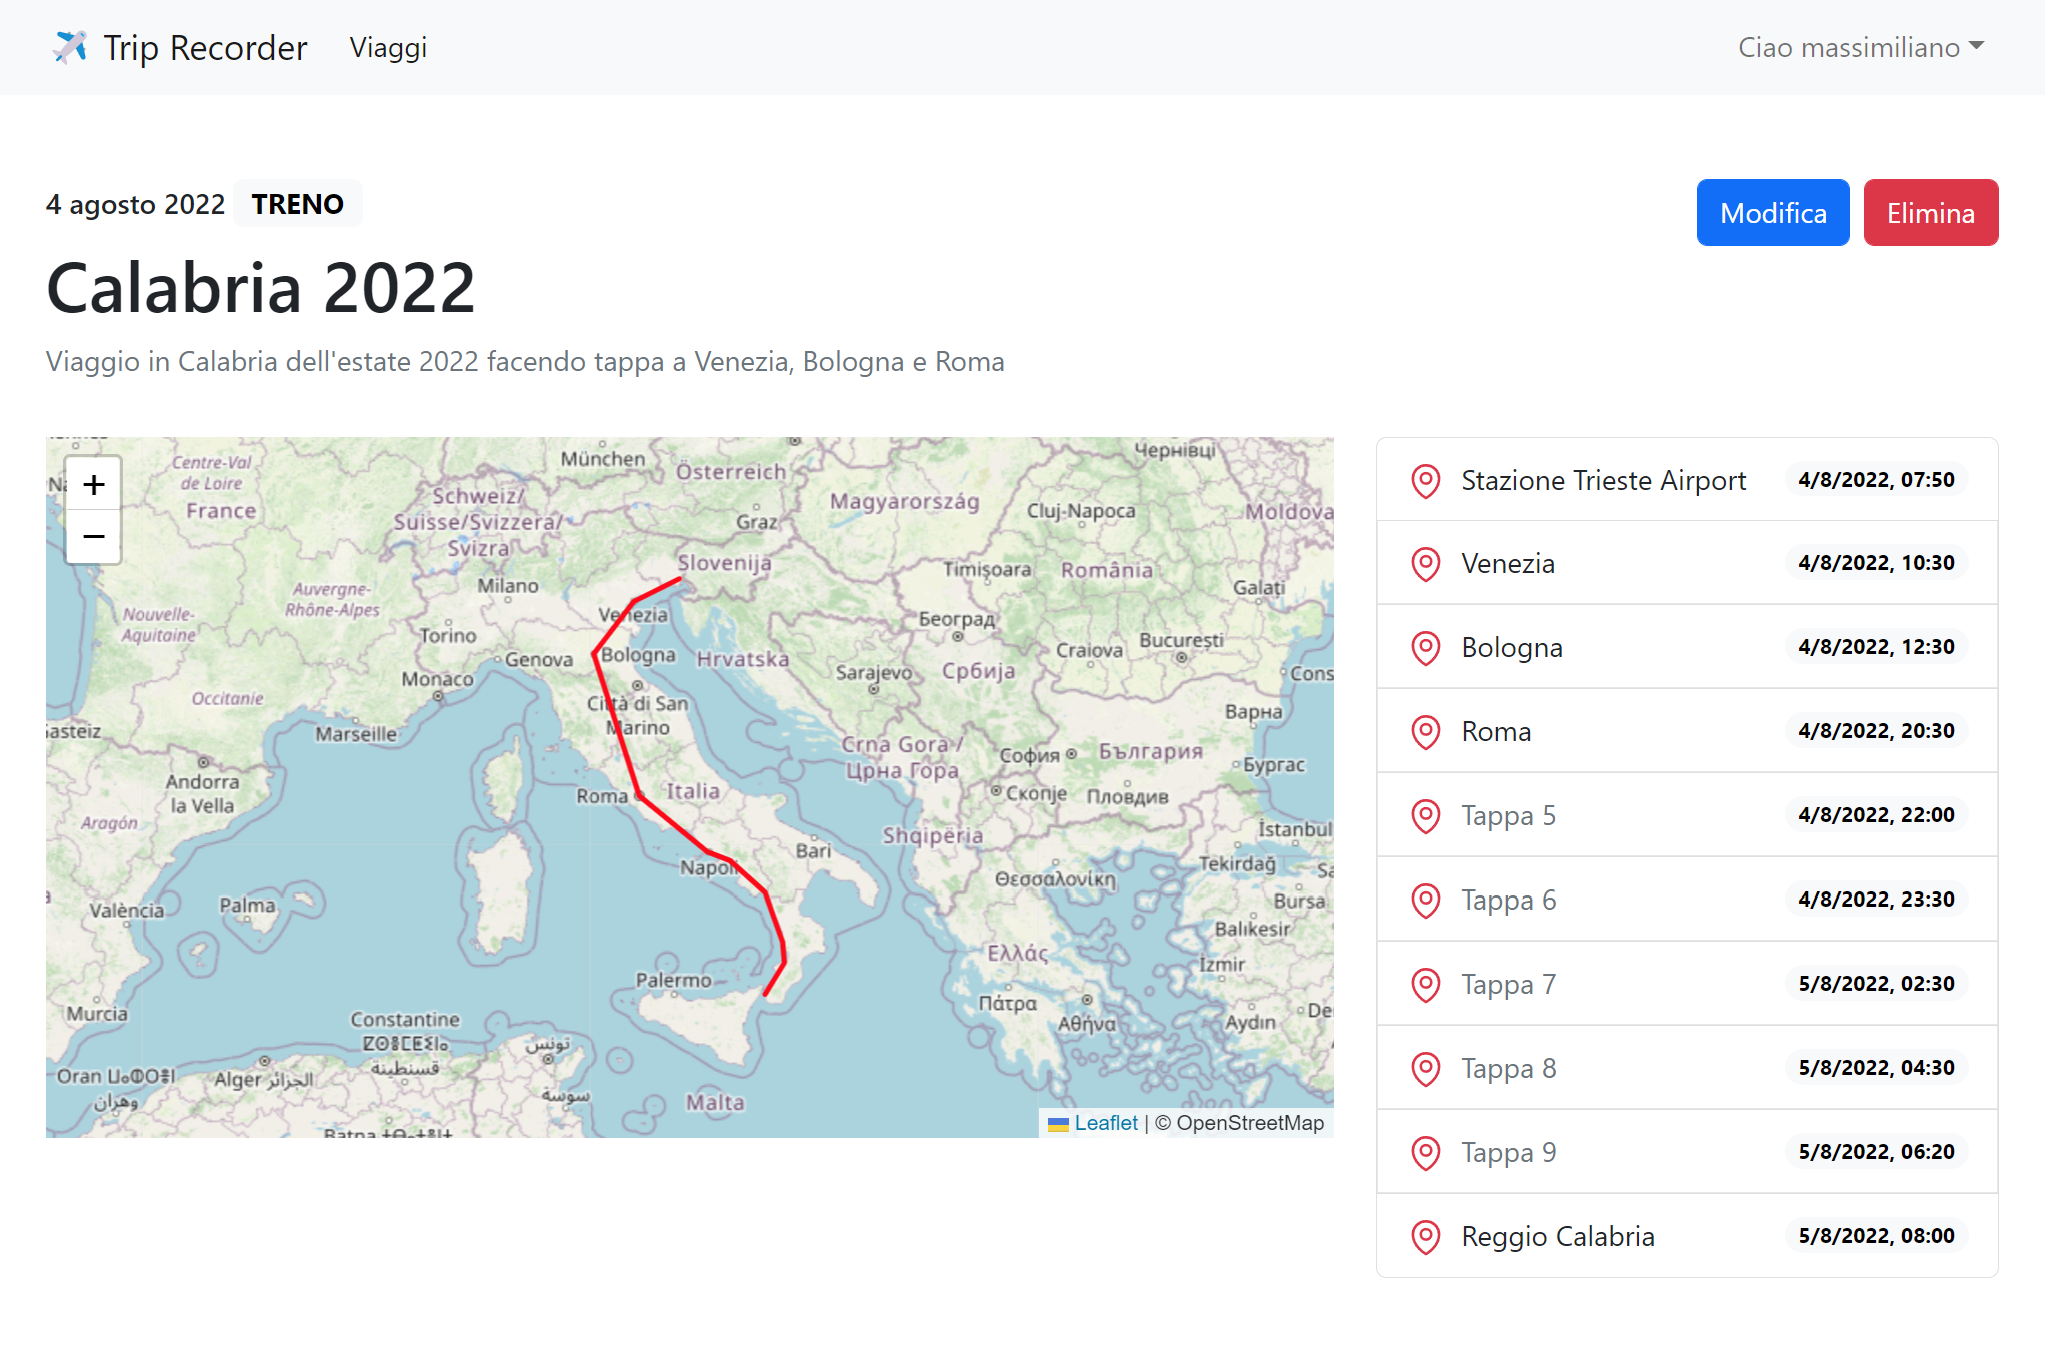 Trip Recorder
Viaggi
Ciao massimiliano
4 agosto 2022 TRENO
Modifica
Elimina
Calabria 2022
Viaggio in Calabria dell'estate 2022 facendo tappa a Venezia, Bologna e Roma
+
−
München
Österreich
Чернівці
Centre-Val
de Loire
France
Schweiz/
Suisse/Svizzera/
Svizra
Magyarország
Graz
Cluj-Napoca
Moldova
Slovenija
Milano
Timișoara
România
Galați
Auvergne-
Rhône-Alpes
Nouvelle-
Aquitaine
Venezia
Torino
Београд
București
Genova
Bologna
Hrvatska
Craiova
Monaco
Sarajevo
Србија
Cons
Occitanie
Città di San
Marino
Варна
asteiz
Marseille
Crna Gora /
Црна Гора
София
България
Бургас
Andorra
la Vella
Roma
Italia
Скопје
Пловдив
Aragón
Shqipëria
İstanbul
Napoli
Bari
Tekirdağ
Θεσσαλονίκη
València
Palma
Bursa
Balıkesir
Ελλάς
İzmir
Palermo
Murcia
Πάτρα
Αθήνα
Aydın
De
Constantine
قسنطينة
تونس
Oran
وهران
Alger الجزائر
سوسة
Malta
Leaflet | © OpenStreetMap
Stazione Trieste Airport 4/8/2022, 07:50
Venezia 4/8/2022, 10:30
Bologna 4/8/2022, 12:30
Roma 4/8/2022, 20:30
Tappa 5 4/8/2022, 22:00
Tappa 6 4/8/2022, 23:30
Tappa 7 5/8/2022, 02:30
Tappa 8 5/8/2022, 04:30
Tappa 9 5/8/2022, 06:20
Reggio Calabria 5/8/2022, 08:00